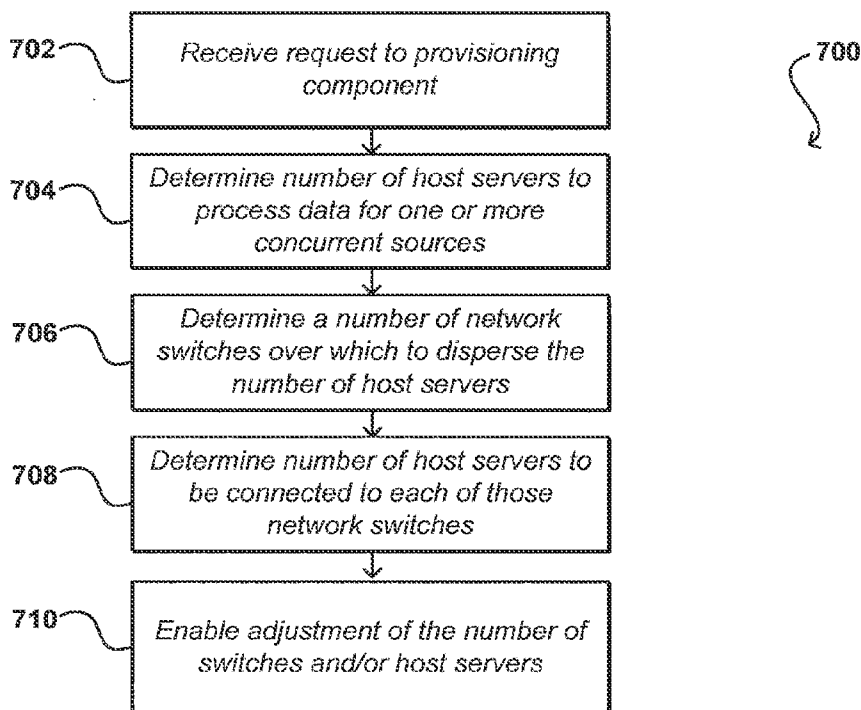 702
Receive request to provisioning
component
700
704
Determine number of host servers to
process data for one or more
concurrent sources
706
Determine a number of network
switches over which to disperse the
number of host servers
708
Determine number of host servers to
be connected to each of those
network switches
710
Enable adjustment of the number of
switches and/or host servers